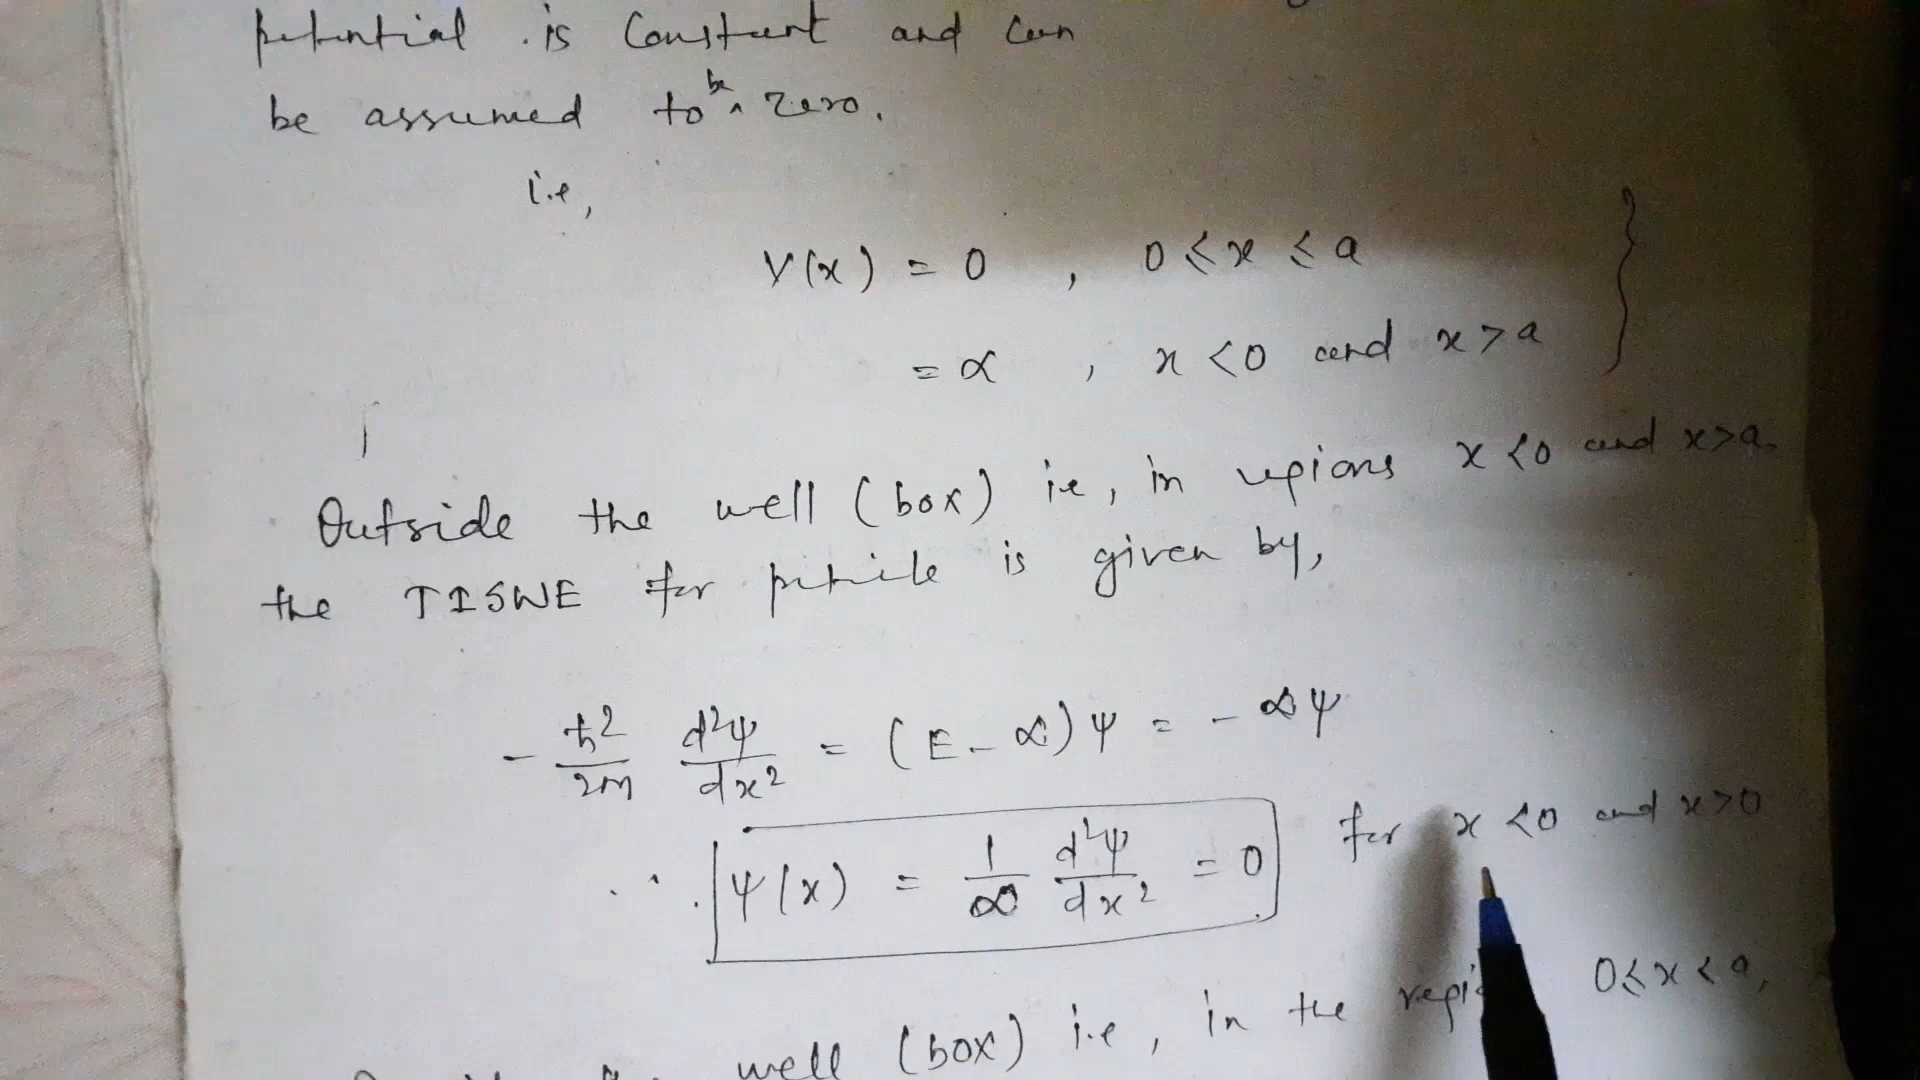 potential is constant and can
be assumed to be zero.
i.e,
V(x) = 0 , 0 ≤ x ≤ a
= ∝ , x < 0 and x > a
Outside the well (box) ie, in regions x < 0 and x > a
the TISWE for particle is given by,
- ħ²/2m d²ψ/dx² = (E - ∞) ψ = - ∞ ψ
∴ ψ(x) = 1/∞ d²ψ/dx² = 0 for x < 0 and x > 0
well (box) i.e, in the region 0 ≤ x < a,